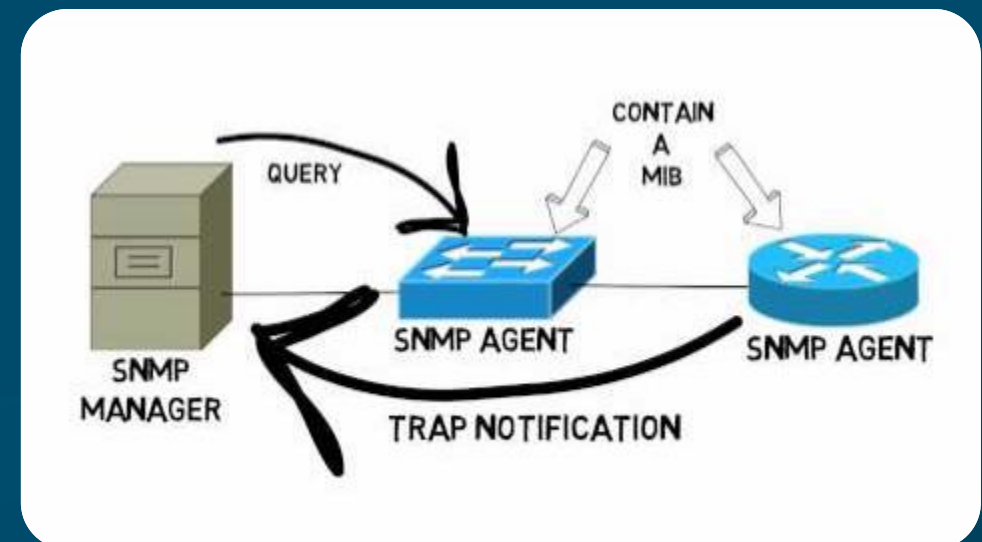 CONTAIN
A
MIB
QUERY
SNMP AGENT
SNMP AGENT
SNMP
MANAGER
TRAP NOTIFICATION